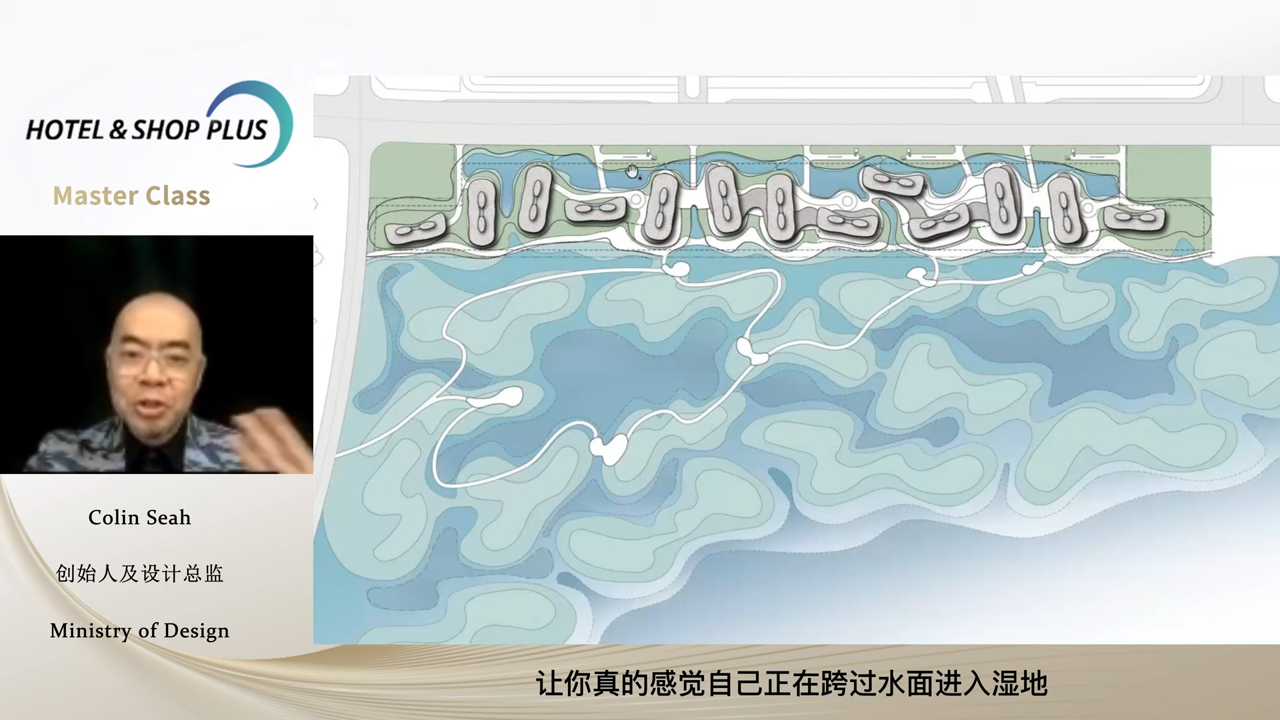 HOTEL & SHOP PLUS
Master Class
Colin Seah
创始人及设计总监
Ministry of Design
让你真的感觉自己正在跨过水面进入湿地